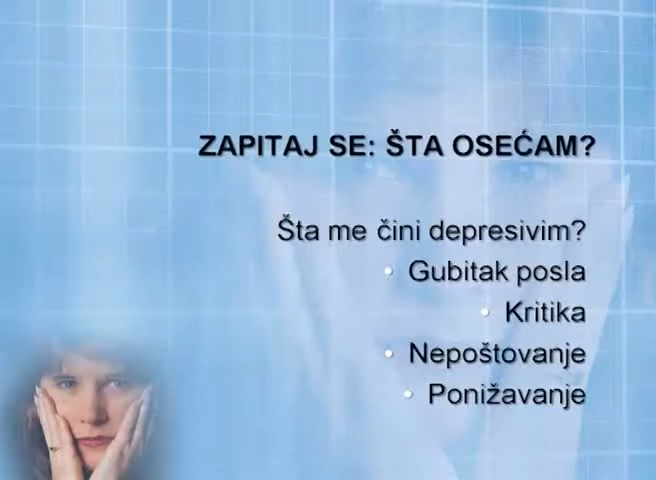 ZAPITAJ SE: ŠTA OSEĆAM?
Šta me čini depresivim?
• Gubitak posla
• Kritika
• Nepoštovanje
• Ponižavanje